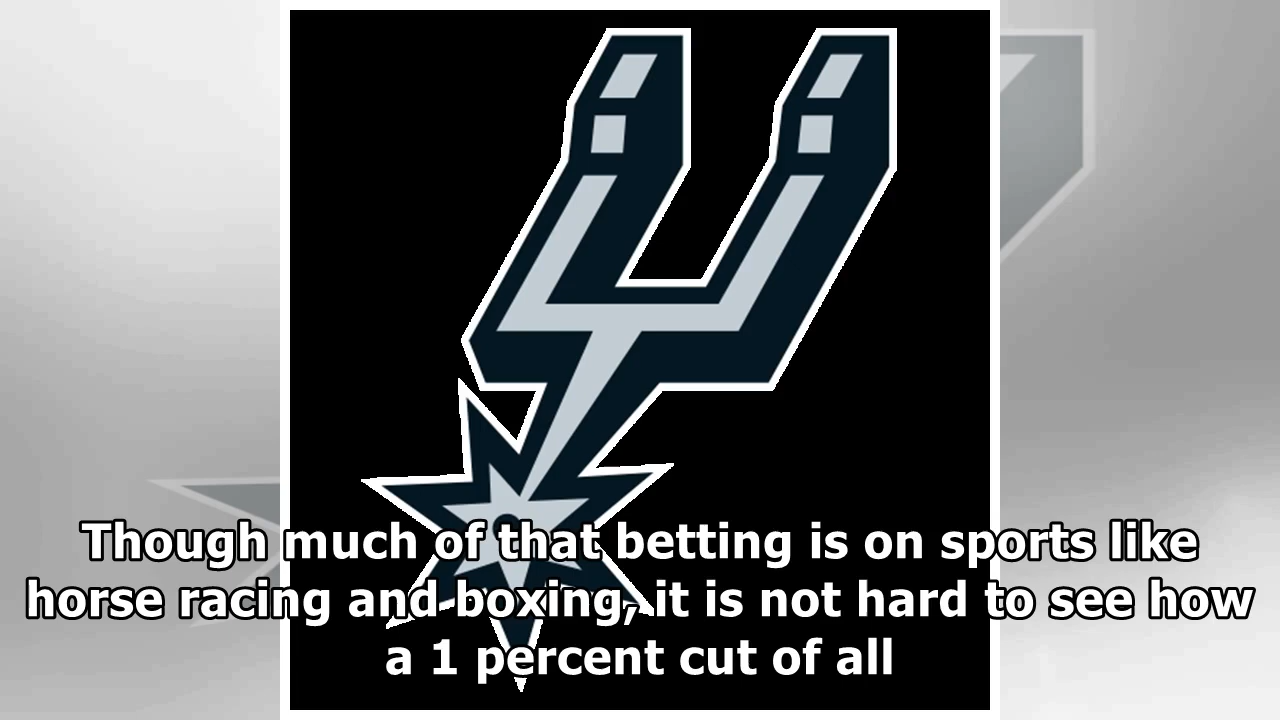 Though much of that betting is on sports like
horse racing and boxing, it is not hard to see how
a 1 percent cut of all